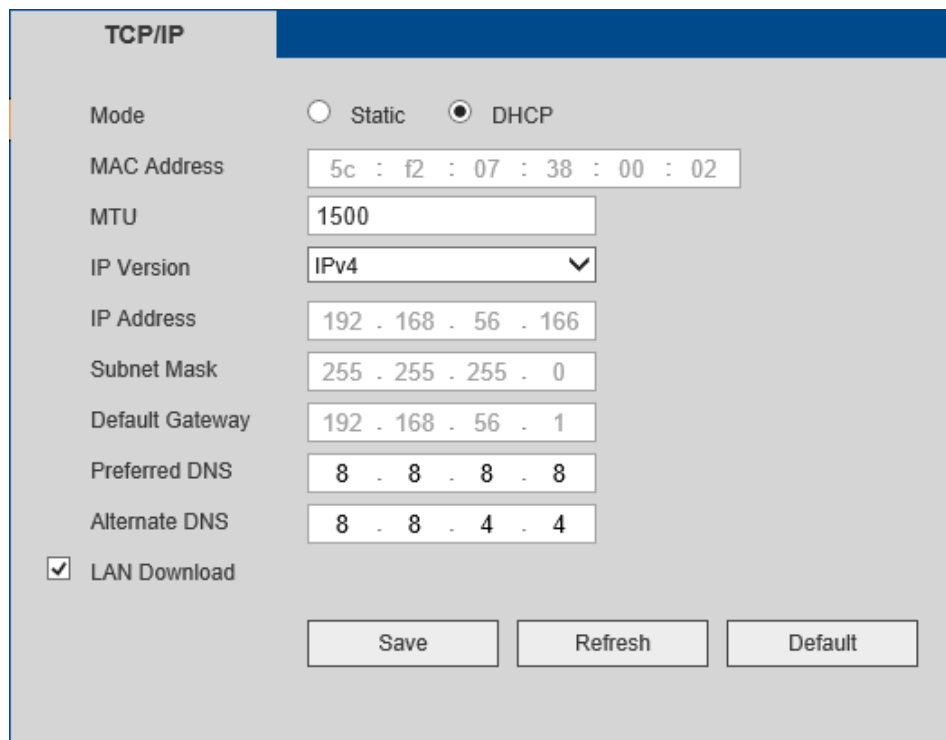 TCP/IP
Mode Static DHCP
MAC Address 5c : f2 : 07 : 38 : 00 : 02
MTU 1500
IP Version IPv4
IP Address 192 . 168 . 56 . 166
Subnet Mask 255 . 255 . 255 . 0
Default Gateway 192 . 168 . 56 . 1
Preferred DNS 8 . 8 . 8 . 8
Alternate DNS 8 . 8 . 4 . 4
LAN Download
Save Refresh Default